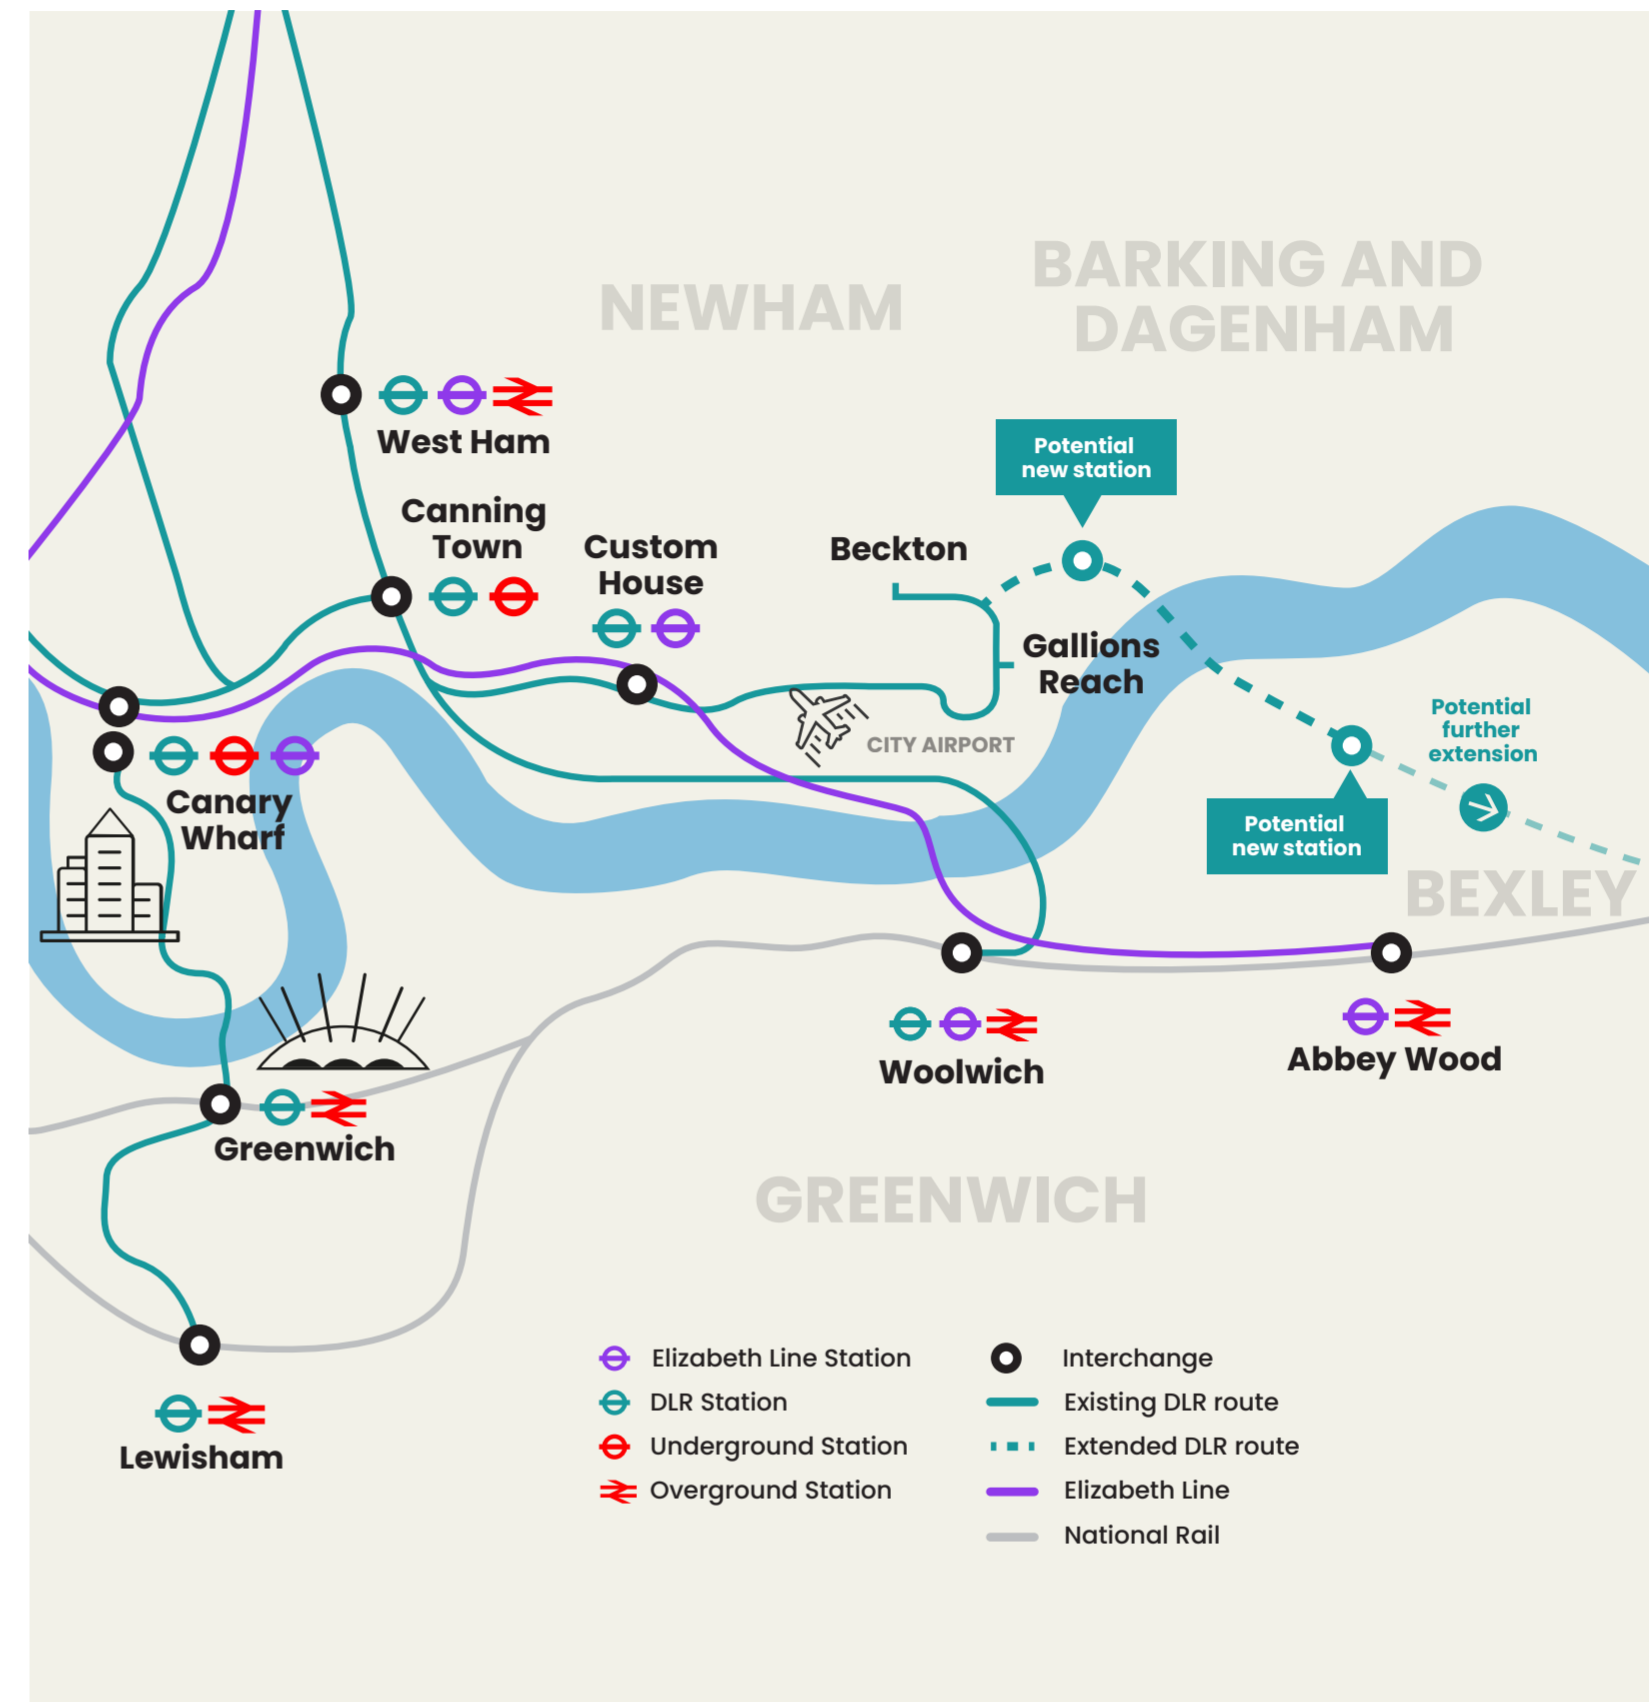 BARKING AND
DAGENHAM
NEWHAM
West Ham
Potential
new station
Canning
Town
Custom
House
Beckton
Gallions
Reach
Potential
further
extension
CITY AIRPORT
Canary
Wharf
Potential
new station
BEXLEY
Woolwich
Abbey Wood
Greenwich
GREENWICH
Lewisham
Elizabeth Line Station
DLR Station
Underground Station
Overground Station
Interchange
Existing DLR route
Extended DLR route
Elizabeth Line
National Rail